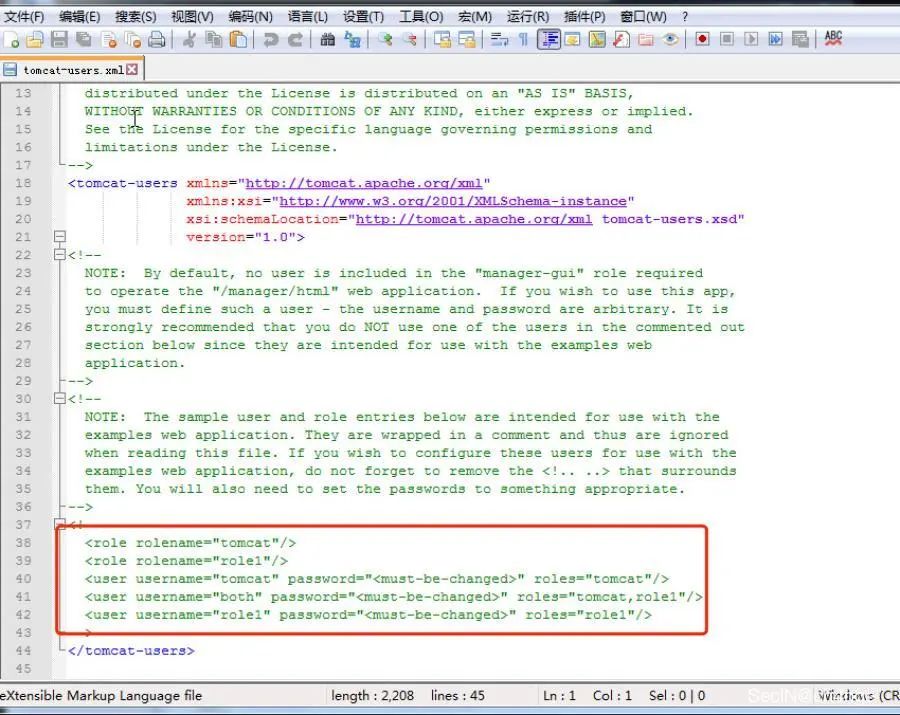 文件(F) 编辑(E) 搜索(S) 视图(V) 编码(N) 语言(L) 设置(T) 工具(O) 宏(M) 运行(R) 插件(P) 窗口(W) ?
ABC
tomcat-users.xml
13 distributed under the License is distributed on an "AS IS" BASIS,
14 WITHOUT WARRANTIES OR CONDITIONS OF ANY KIND, either express or implied.
15 See the License for the specific language governing permissions and
16 limitations under the License.
17 -->
18 <tomcat-users xmlns="http://tomcat.apache.org/xml"
19 xmlns:xsi="http://www.w3.org/2001/XMLSchema-instance"
20 xsi:schemaLocation="http://tomcat.apache.org/xml tomcat-users.xsd"
21 version="1.0">
22 <!--
23 NOTE:  By default, no user is included in the "manager-gui" role required
24 to operate the "/manager/html" web application.  If you wish to use this app,
25 you must define such a user - the username and password are arbitrary. It is
26 strongly recommended that you do NOT use one of the users in the commented out
27 section below since they are intended for use with the examples web
28 application.
29 -->
30 <!--
31 NOTE:  The sample user and role entries below are intended for use with the
32 examples web application. They are wrapped in a comment and thus are ignored
33 when reading this file. If you wish to configure these users for use with the
34 examples web application, do not forget to remove the <!.. ..> that surrounds
35 them. You will also need to set the passwords to something appropriate.
36 -->
37 <!
38 <role rolename="tomcat"/>
39 <role rolename="role1"/>
40 <user username="tomcat" password="<must-be-changed>" roles="tomcat"/>
41 <user username="both" password="<must-be-changed>" roles="tomcat,role1"/>
42 <user username="role1" password="<must-be-changed>" roles="role1"/>
43 >
44 </tomcat-users>
45
eXtensible Markup Language file length : 2,208 lines : 45 Ln : 1 Col : 1 Sel : 0 | 0 Windows (CR